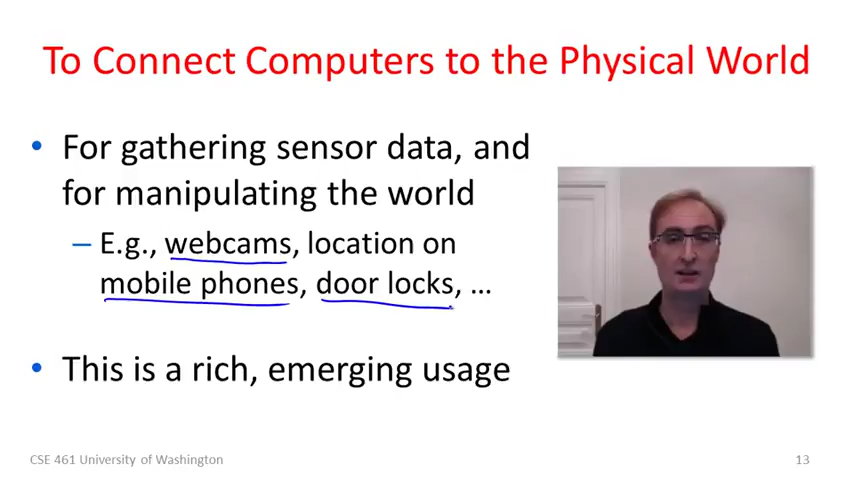 To Connect Computers to the Physical World
• For gathering sensor data, and
for manipulating the world
– E.g., webcams, location on
mobile phones, door locks, ...
• This is a rich, emerging usage
CSE 461 University of Washington
13